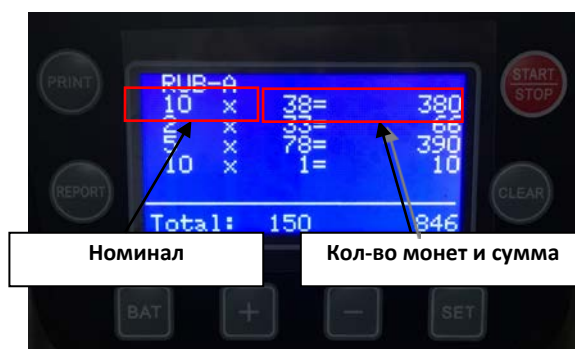 PRINT
START
STOP
RUB-A
10 x 38= 380
2 x 33= 66
5 x 78= 390
10 x 1= 10
REPORT
CLEAR
Total: 150 846
Номинал
Кол-во монет и сумма
BAT + − SET